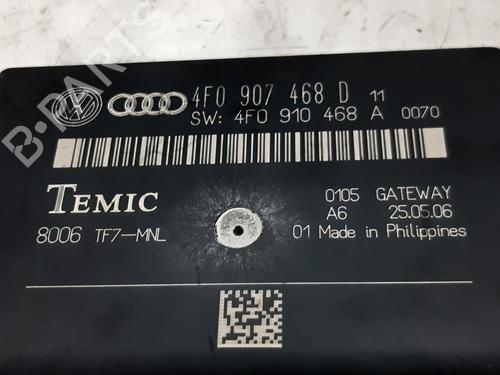 4F0 907 468 D 11
SW: 4F0 910 468 A 0070
TEMIC
0105 GATEWAY
A6 25.05.06
8006 TF7-MNL
01 Made in Philippines
B-PARTS